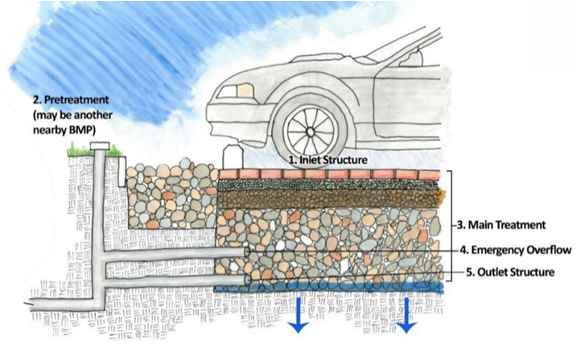 2. Pretreatment
(may be another
nearby BMP)
1. Inlet Structure
3. Main Treatment
4. Emergency Overflow
5. Outlet Structure